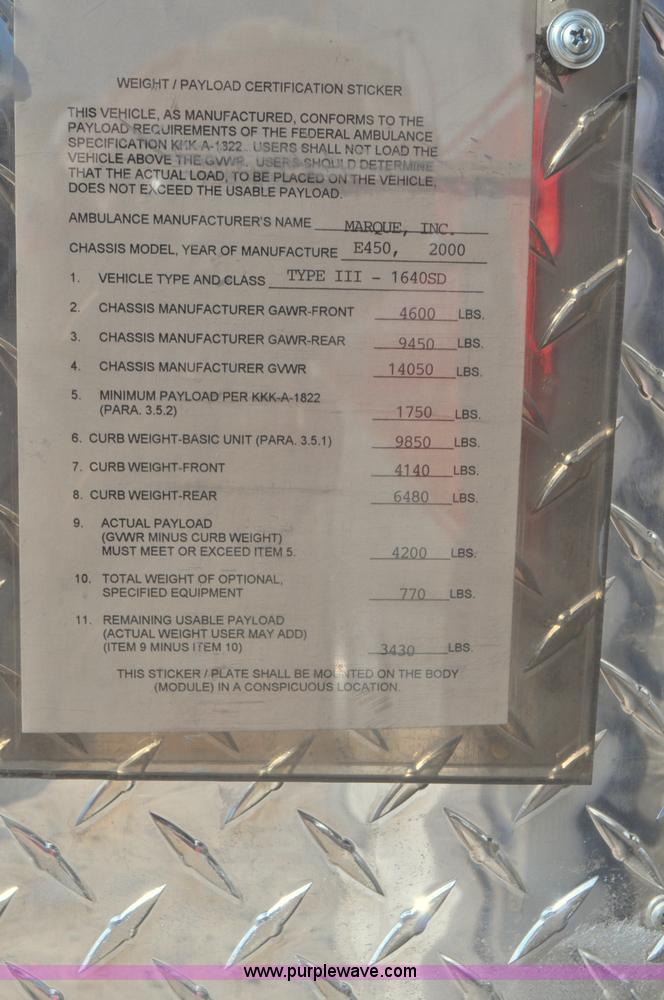 WEIGHT / PAYLOAD CERTIFICATION STICKER
THIS VEHICLE, AS MANUFACTURED, CONFORMS TO THE
PAYLOAD REQUIREMENTS OF THE FEDERAL AMBULANCE
SPECIFICATION KKK-A-1322. USERS SHALL NOT LOAD THE
VEHICLE ABOVE THE GVWR. USERS SHOULD DETERMINE
THAT THE ACTUAL LOAD, TO BE PLACED ON THE VEHICLE,
DOES NOT EXCEED THE USABLE PAYLOAD.
AMBULANCE MANUFACTURER'S NAME MARQUE, INC.
CHASSIS MODEL, YEAR OF MANUFACTURE E450, 2000
1. VEHICLE TYPE AND CLASS TYPE III - 1640SD
2. CHASSIS MANUFACTURER GAWR-FRONT 4600 LBS.
3. CHASSIS MANUFACTURER GAWR-REAR 9450 LBS.
4. CHASSIS MANUFACTURER GVWR 14050 LBS.
5. MINIMUM PAYLOAD PER KKK-A-1822
(PARA. 3.5.2) 1750 LBS.
6. CURB WEIGHT-BASIC UNIT (PARA. 3.5.1) 9850 LBS.
7. CURB WEIGHT-FRONT 4140 LBS.
8. CURB WEIGHT-REAR 6480 LBS.
9. ACTUAL PAYLOAD
(GVWR MINUS CURB WEIGHT)
MUST MEET OR EXCEED ITEM 5. 4200 LBS.
10. TOTAL WEIGHT OF OPTIONAL,
SPECIFIED EQUIPMENT 770 LBS.
11. REMAINING USABLE PAYLOAD
(ACTUAL WEIGHT USER MAY ADD)
(ITEM 9 MINUS ITEM 10) 3430 LBS.
THIS STICKER / PLATE SHALL BE MOUNTED ON THE BODY
(MODULE) IN A CONSPICUOUS LOCATION.
www.purplewave.com